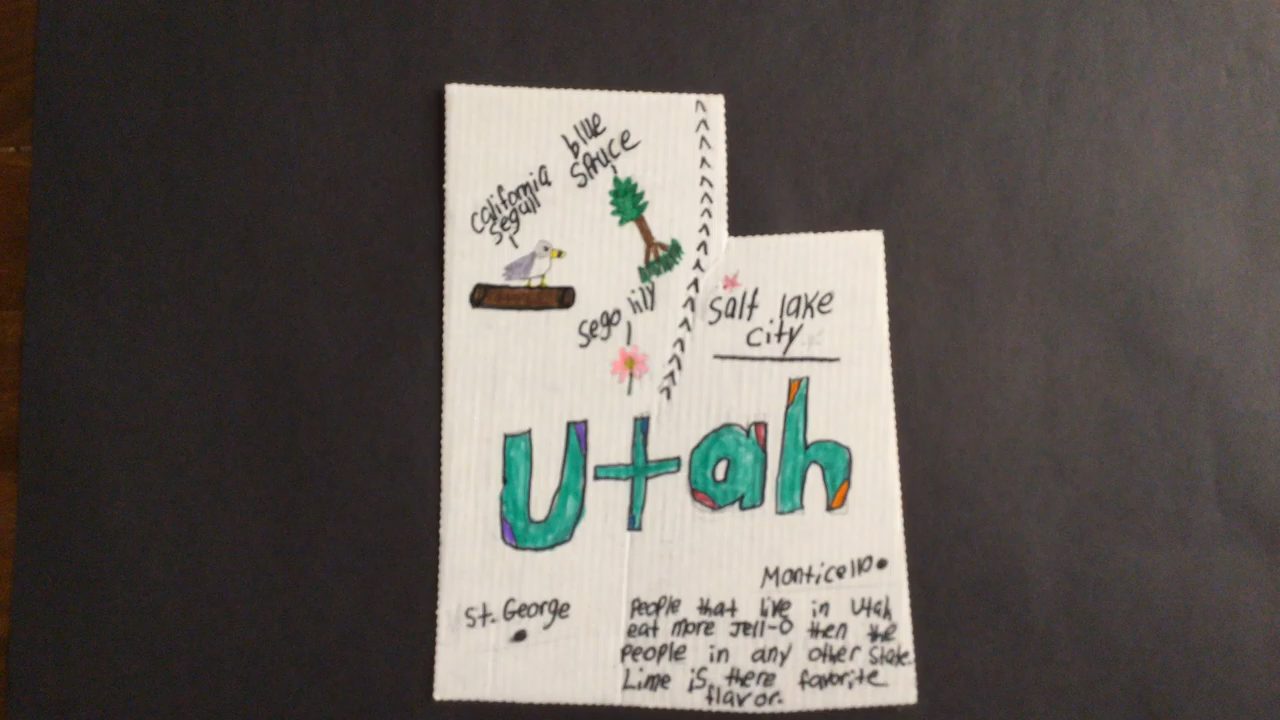 blue
spruce
california
segall
sego lily
salt lake
city
Utah
Monticello
St. George
People that live in Utah
eat more Jell-O then the
People in any other State
Lime is there favorite
flavor.